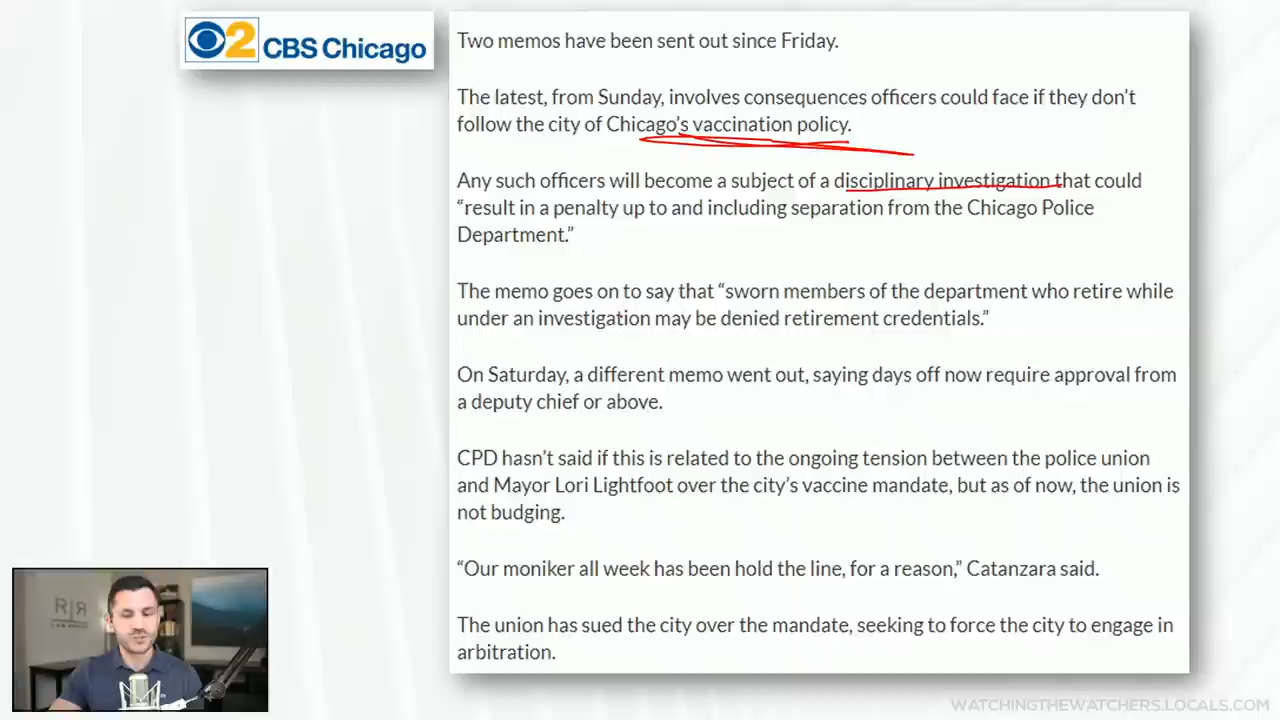 2 CBS Chicago
Two memos have been sent out since Friday.
The latest, from Sunday, involves consequences officers could face if they don't
follow the city of Chicago's vaccination policy.
Any such officers will become a subject of a disciplinary investigation that could
“result in a penalty up to and including separation from the Chicago Police
Department.”
The memo goes on to say that “sworn members of the department who retire while
under an investigation may be denied retirement credentials.”
On Saturday, a different memo went out, saying days off now require approval from
a deputy chief or above.
CPD hasn't said if this is related to the ongoing tension between the police union
and Mayor Lori Lightfoot over the city's vaccine mandate, but as of now, the union is
not budging.
“Our moniker all week has been hold the line, for a reason,” Catanzara said.
The union has sued the city over the mandate, seeking to force the city to engage in
arbitration.
R|R
WATCHINGTHEWATCHERS.LOCALS.COM